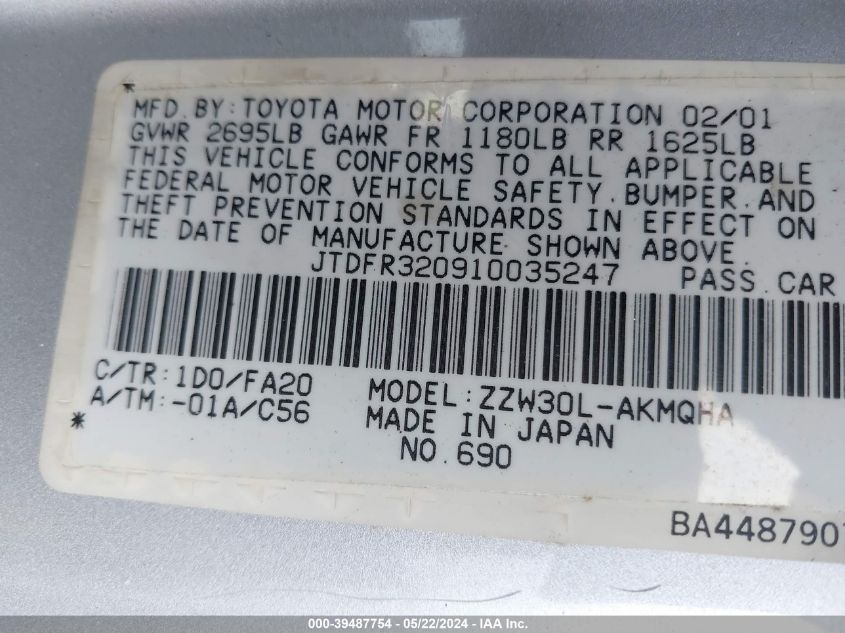 MFD. BY: TOYOTA MOTOR CORPORATION 02/01
GVWR 2695LB GAWR FR 1180LB RR 1625LB
THIS VEHICLE CONFORMS TO ALL APPLICABLE
FEDERAL MOTOR VEHICLE SAFETY. BUMPER. AND
THEFT PREVENTION STANDARDS IN EFFECT ON
THE DATE OF MANUFACTURE SHOWN ABOVE.
JTDFR320910035247 PASS. CAR
C/TR: 1D0/FA20 MODEL: ZZW30L-AKMQHA
A/TM: -01A/C56 MADE IN JAPAN
NO. 690
BA4487907
000-39487754 - 05/22/2024 - IAA Inc.